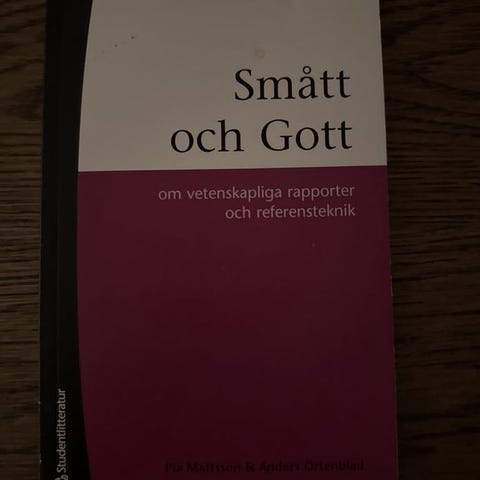 Smått
och Gott
om vetenskapliga rapporter
och referensteknik
Pia Mattsson & Anders Örtenblad
Studentlitteratur